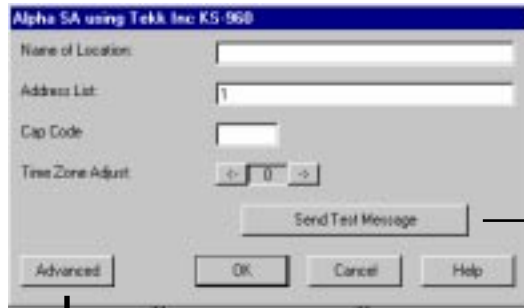 Alpha SA using Tekk Inc KS-960
Name of Location:
Address List: 1
Cap Code
Time Zone Adjust <- 0 ->
Send Test Message
Advanced OK Cancel Help